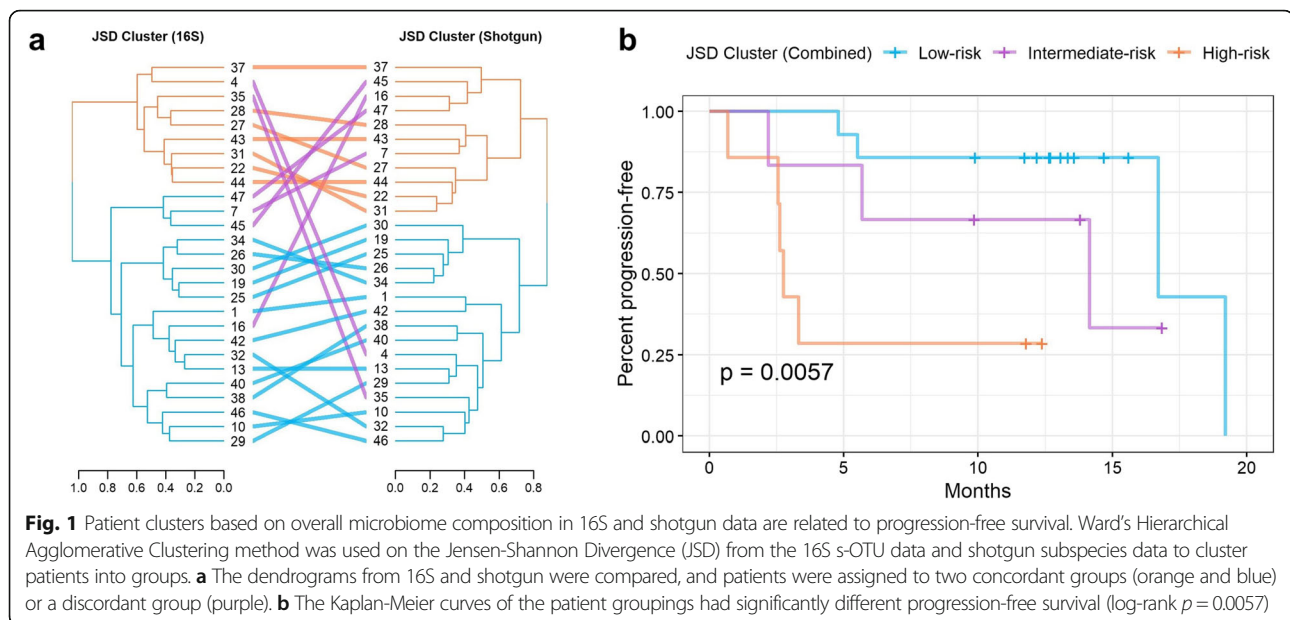 a
JSD Cluster (16S)
JSD Cluster (Shotgun)
37 37
4 45
35 16
28 47
27 28
43 43
31 7
22 27
44 44
47 22
7 31
45 30
34 19
26 25
30 26
19 34
25 1
1 42
16 38
42 40
32 4
13 13
40 29
38 35
46 10
10 32
29 46
1.0 0.8 0.6 0.4 0.2 0.0
0.0 0.2 0.4 0.6 0.8
b
JSD Cluster (Combined) Low-risk Intermediate-risk High-risk
Percent progression-free
1.00
0.75
0.50
0.25
0.00
p = 0.0057
0 5 10 15 20
Months
Fig. 1 Patient clusters based on overall microbiome composition in 16S and shotgun data are related to progression-free survival. Ward's Hierarchical
Agglomerative Clustering method was used on the Jensen-Shannon Divergence (JSD) from the 16S s-OTU data and shotgun subspecies data to cluster
patients into groups. a The dendrograms from 16S and shotgun were compared, and patients were assigned to two concordant groups (orange and blue)
or a discordant group (purple). b The Kaplan-Meier curves of the patient groupings had significantly different progression-free survival (log-rank p = 0.0057)